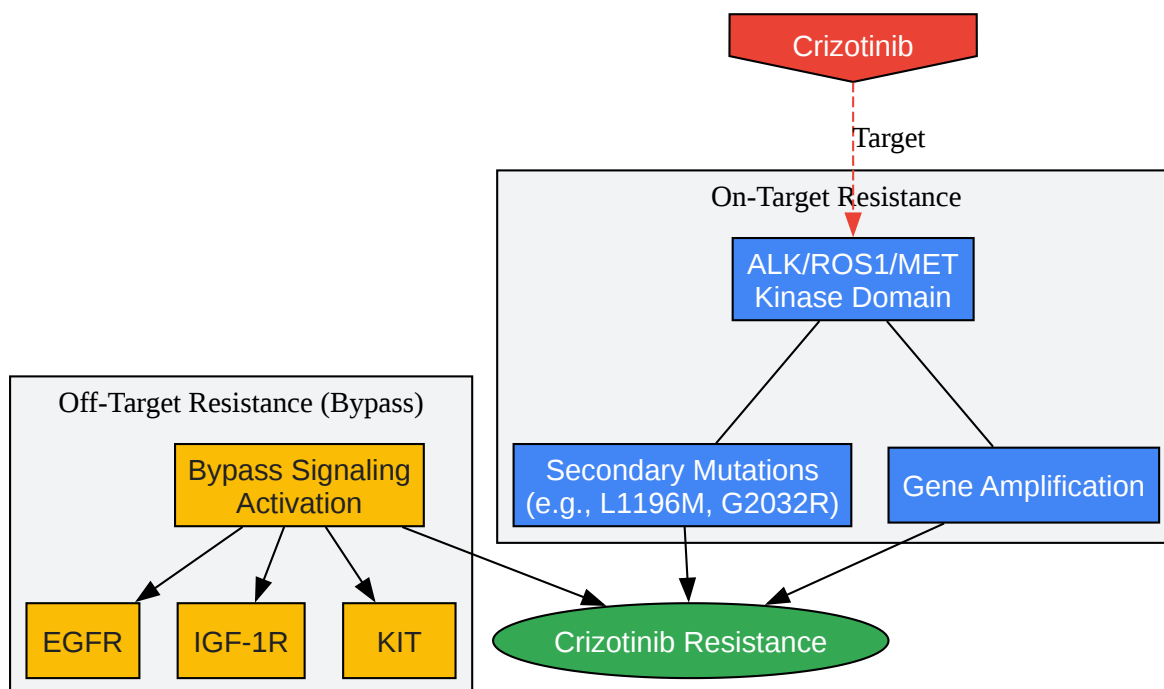 Crizotinib
Target
On-Target Resistance
ALK/ROS1/MET
Kinase Domain
Off-Target Resistance (Bypass)
Bypass Signaling
Activation
Secondary Mutations
(e.g., L1196M, G2032R)
Gene Amplification
EGFR
IGF-1R
KIT
Crizotinib Resistance